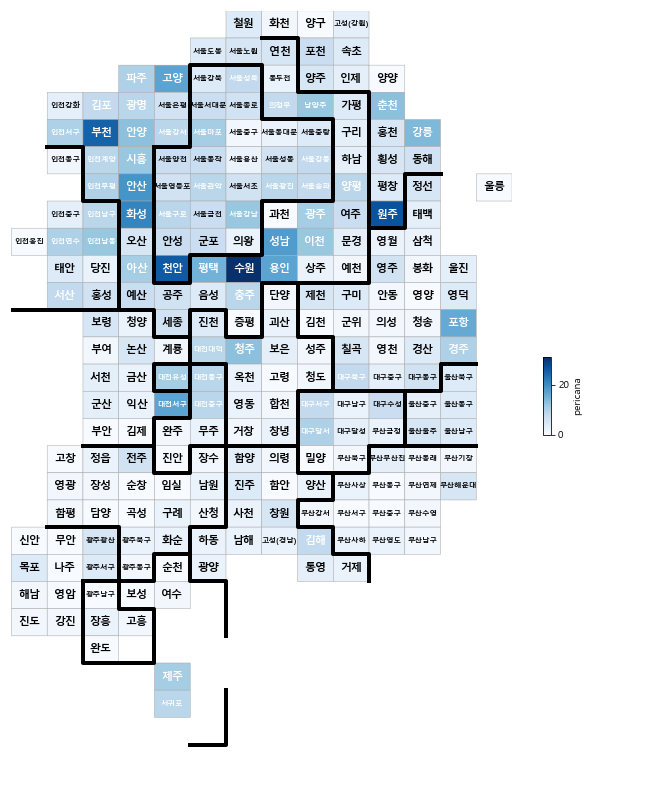 철원 화천 양구 고성(강원)
서울도봉 서울노원 연천 포천 속초
파주 고양 서울강북 서울성북 동두천 양주 인제 양양
인천강화 김포 광명 서울은평 서울서대문 서울종로 의정부 남양주 가평 춘천
인천서구 부천 안양 서울강서 서울마포 서울중구 서울동대문 서울중랑 구리 홍천 강릉
인천동구 인천계양 시흥 서울양천 서울동작 서울용산 서울성동 서울강동 하남 횡성 동해
인천부평 안산 서울영등포 서울관악 서울서초 서울광진 서울송파 양평 평창 정선 울릉
인천중구 인천남구 화성 서울구로 서울금천 서울강남 과천 광주 여주 원주 태백
인천옹진 인천연수 인천남동 오산 안성 군포 의왕 성남 이천 문경 영월 삼척
태안 당진 아산 천안 평택 수원 용인 상주 예천 영주 봉화 울진
서산 홍성 예산 공주 음성 충주 단양 제천 구미 안동 영양 영덕
보령 청양 세종 진천 증평 괴산 김천 군위 의성 청송 포항
부여 논산 계룡 대전대덕 청주 보은 성주 칠곡 영천 경산 경주
서천 금산 대전유성 대전동구 옥천 고령 청도 대구북구 대구중구 대구동구 울산북구
군산 익산 대전서구 대전중구 영동 합천 대구서구 대구남구 대구수성 울산중구 울산동구
부안 김제 완주 무주 거창 창녕 대구달서 대구달성 부산금정 울산울주 울산남구
고창 정읍 전주 진안 장수 함양 의령 밀양 부산북구 부산부산진 부산동래 부산기장
영광 장성 순창 임실 남원 진주 함안 양산 부산사상 부산동구 부산연제 부산해운대
함평 담양 곡성 구례 산청 사천 창원 부산강서 부산서구 부산중구 부산수영
신안 무안 광주광산 광주북구 화순 하동 남해 고성(경남) 김해 부산사하 부산영도 부산남구
목포 나주 광주서구 광주동구 순천 광양 통영 거제
해남 영암 광주남구 보성 여수
진도 강진 장흥 고흥
완도
제주
서귀포
20
0
pericana